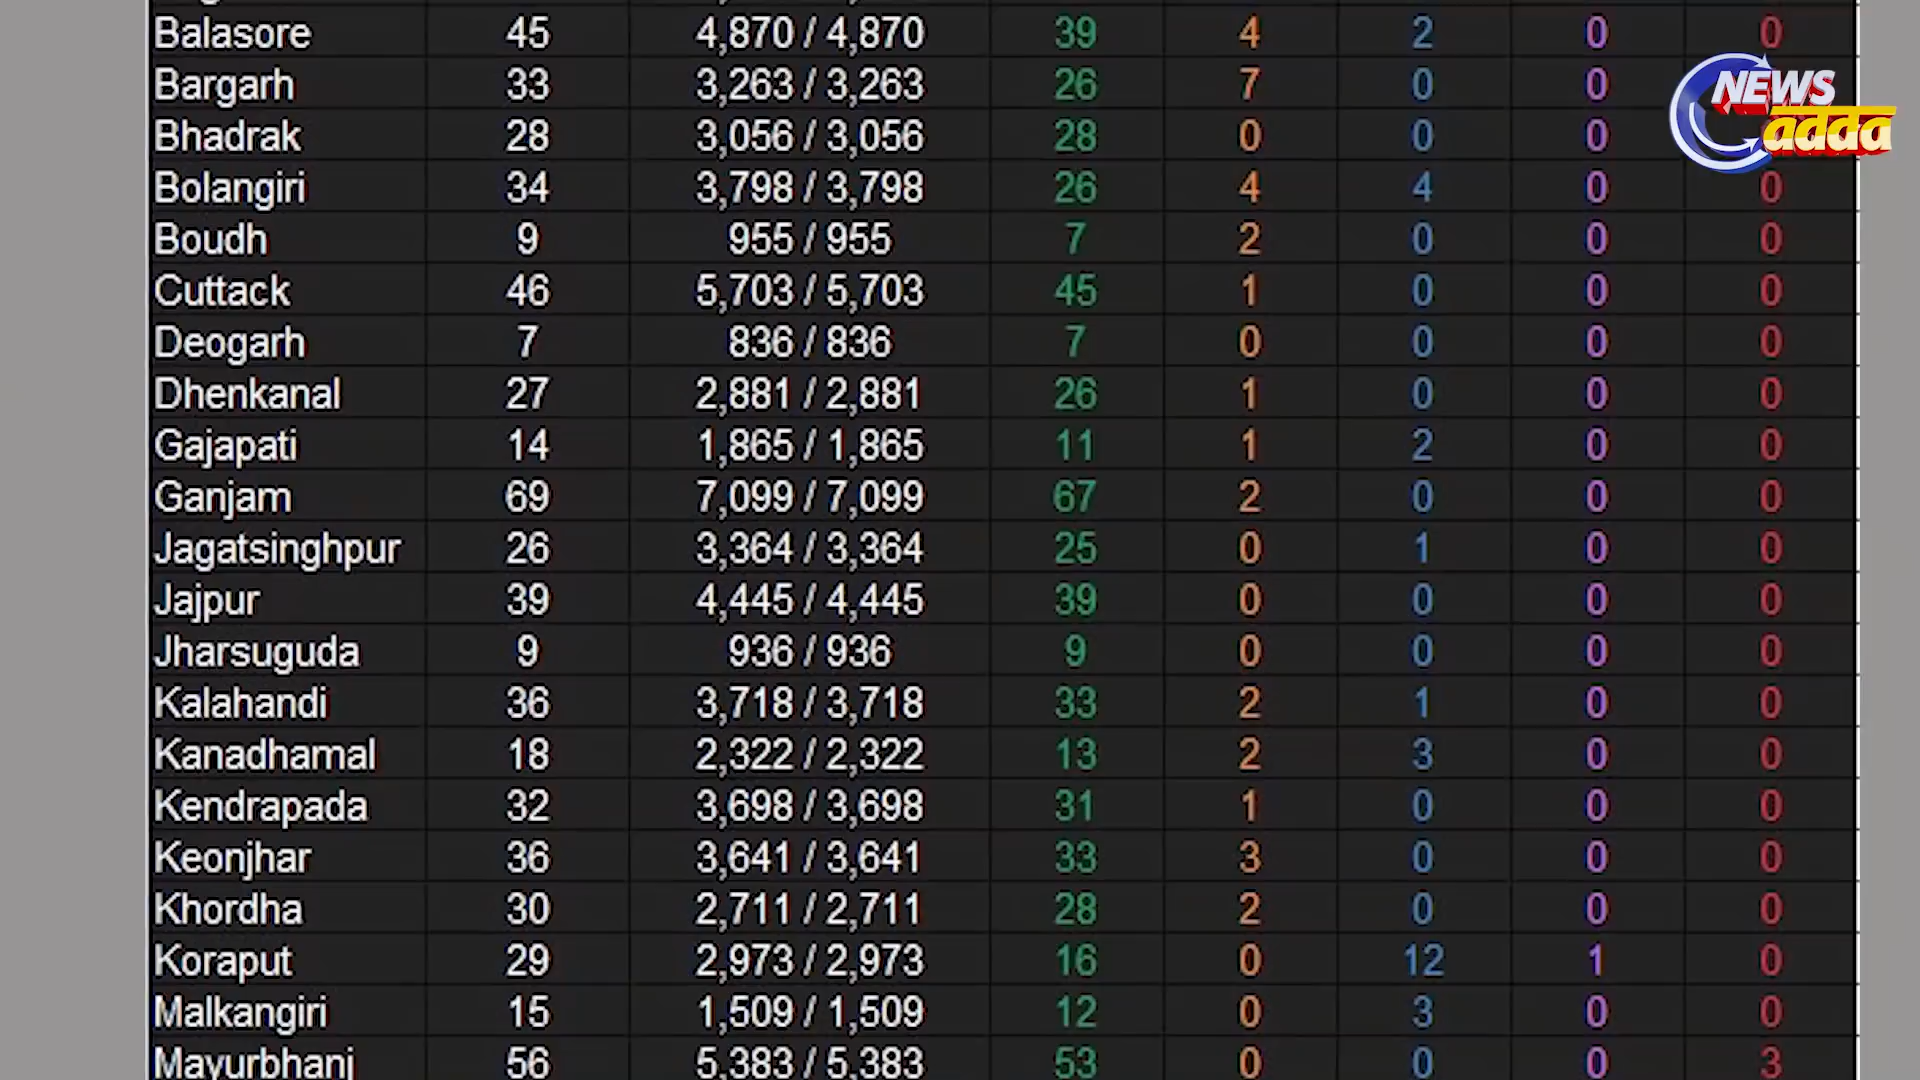 Balasore 45 4,870 / 4,870 39 4 2 0 0
Bargarh 33 3,263 / 3,263 26 7 0 0
NEWS
adda
Bhadrak 28 3,056 / 3,056 28 0 0 0
Bolangiri 34 3,798 / 3,798 26 4 4 0 0
Boudh 9 955 / 955 7 2 0 0 0
Cuttack 46 5,703 / 5,703 45 1 0 0 0
Deogarh 7 836 / 836 7 0 0 0 0
Dhenkanal 27 2,881 / 2,881 26 1 0 0 0
Gajapati 14 1,865 / 1,865 11 1 2 0 0
Ganjam 69 7,099 / 7,099 67 2 0 0 0
Jagatsinghpur 26 3,364 / 3,364 25 0 1 0 0
Jajpur 39 4,445 / 4,445 39 0 0 0 0
Jharsuguda 9 936 / 936 9 0 0 0 0
Kalahandi 36 3,718 / 3,718 33 2 1 0 0
Kanadhamal 18 2,322 / 2,322 13 2 3 0 0
Kendrapada 32 3,698 / 3,698 31 1 0 0 0
Keonjhar 36 3,641 / 3,641 33 3 0 0 0
Khordha 30 2,711 / 2,711 28 2 0 0 0
Koraput 29 2,973 / 2,973 16 0 12 1 0
Malkangiri 15 1,509 / 1,509 12 0 3 0 0
Mayurbhanj 56 5,383 / 5,383 53 0 0 0 3